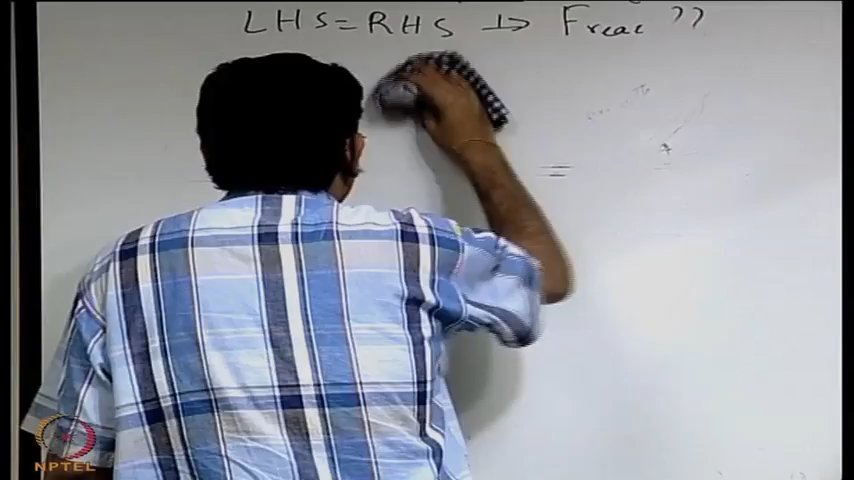 LHS = RHS → Freac ??
=
NPTEL